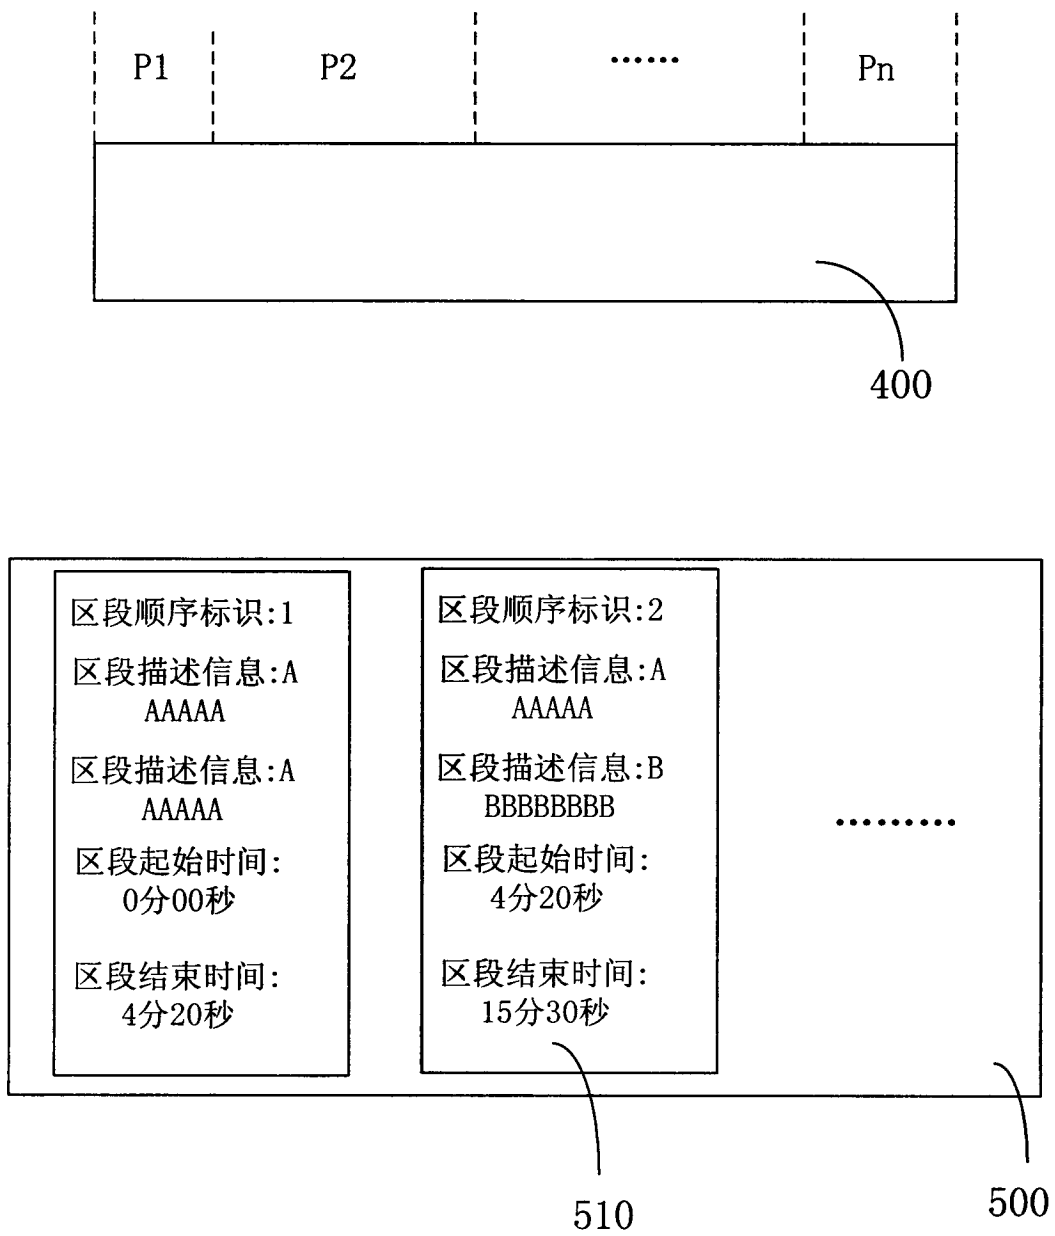 P1 P2 …… Pn
400
区段顺序标识:1
区段描述信息:A
AAAAA
区段描述信息:A
AAAAA
区段起始时间:
0分00秒
区段结束时间:
4分20秒
区段顺序标识:2
区段描述信息:A
AAAAA
区段描述信息:B
BBBBBBBB
区段起始时间:
4分20秒
区段结束时间:
15分30秒
………
510
500